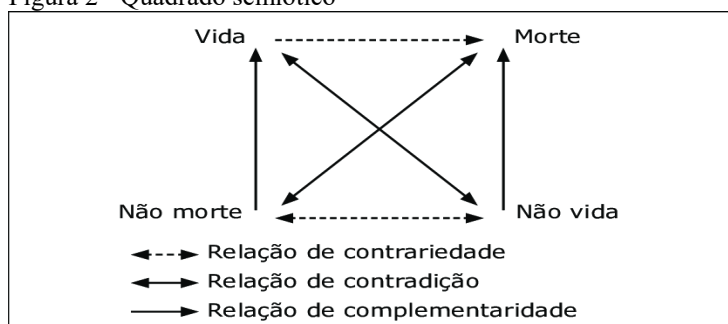 Figura 2 - Quadrado semiótico
Vida Morte
Não morte Não vida
Relação de contrariedade
Relação de contradição
Relação de complementaridade